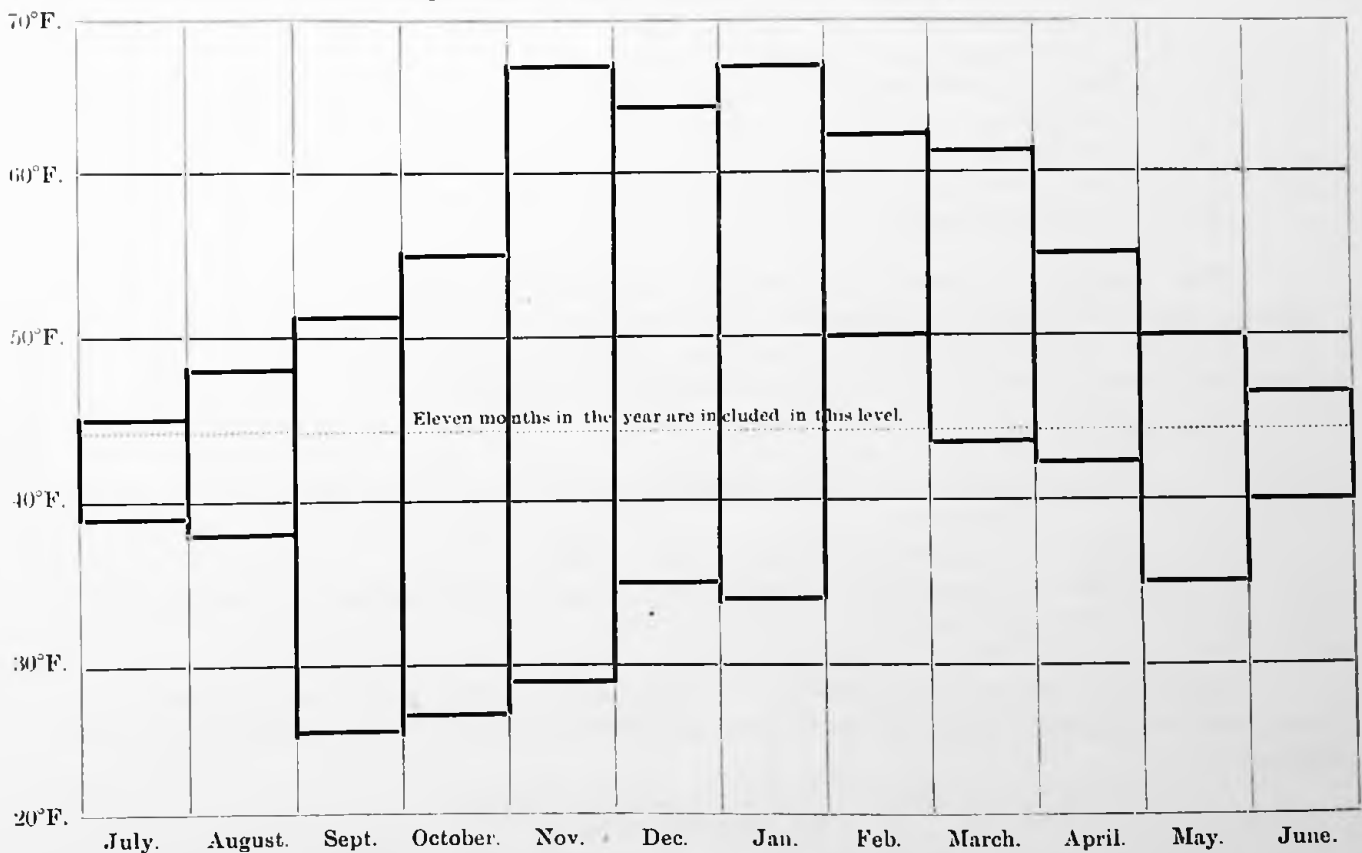 70°F.
60°F.
50°F.
Eleven months in the year are included in this level.
40°F.
30°F.
20°F.
July. August. Sept. October. Nov. Dec. Jan. Feb. March. April. May. June.